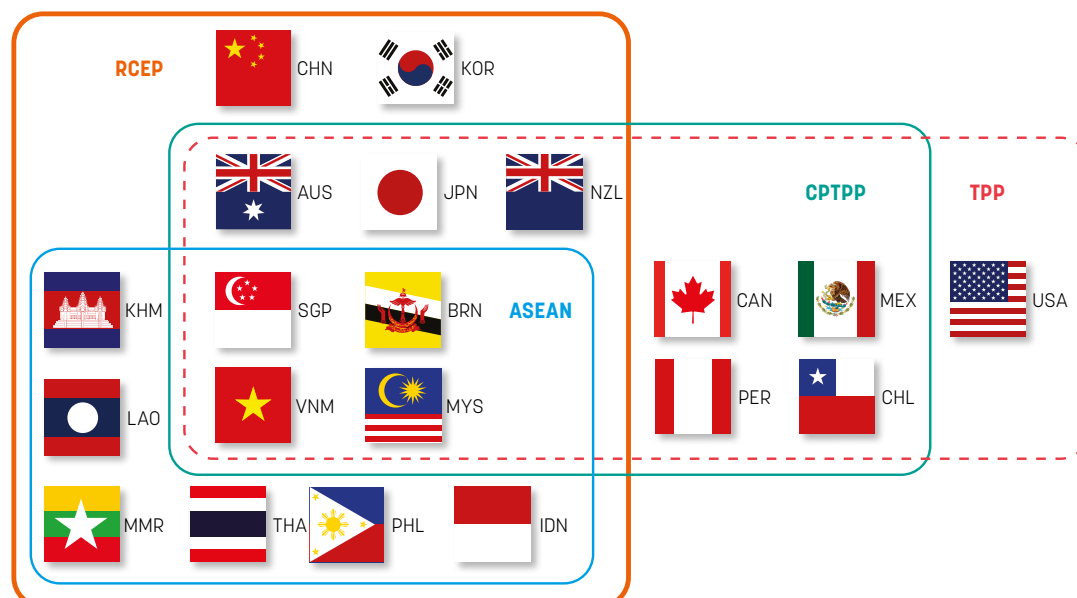 RCEP
CHN
KOR
AUS
JPN
NZL
CPTPP
TPP
KHM
SGP
BRN
ASEAN
CAN
MEX
USA
LAO
VNM
MYS
PER
CHL
MMR
THA
PHL
IDN